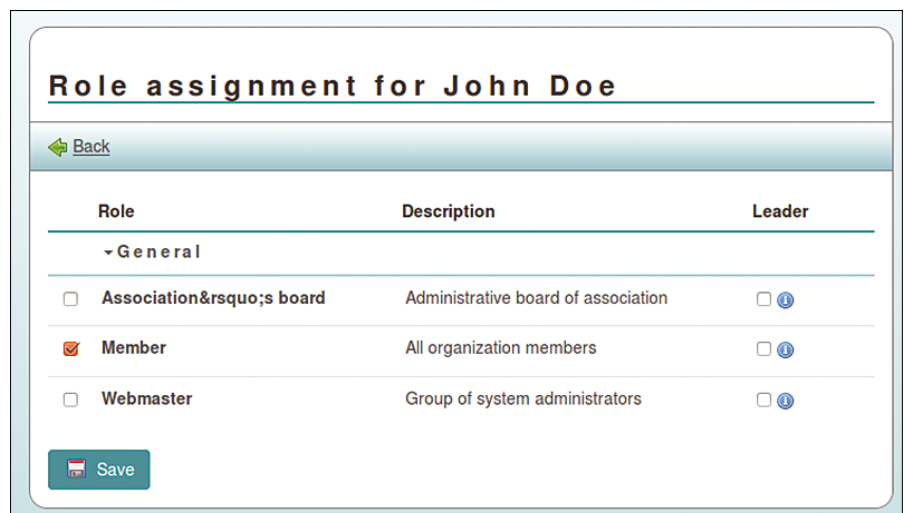 Role assignment for John Doe
Back
Role Description Leader
General
Association&rsquo;s board Administrative board of association
Member All organization members
Webmaster Group of system administrators
Save